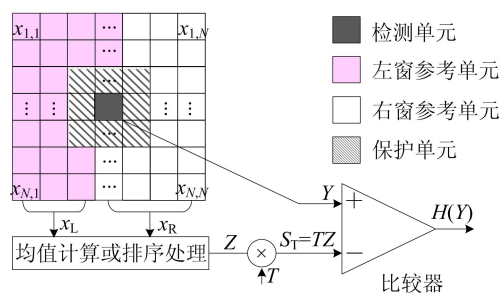 x1,1 ... x1,N
...
...
⋮ ⋮ ⋮ ⋮
...
...
xN,1 ... xN,N
检测单元
左窗参考单元
右窗参考单元
保护单元
xL xR
均值计算或排序处理
Z
×
T
ST=TZ
Y
+
−
H(Y)
比较器